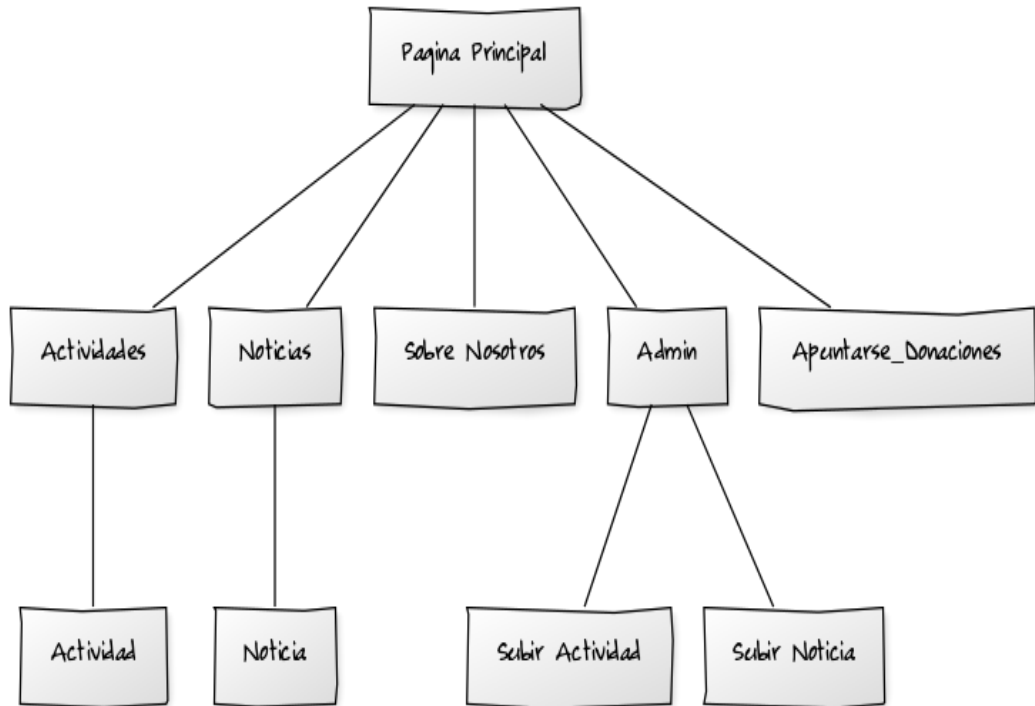 Pagina Principal
Actividades
Noticias
Sobre Nosotros
Admin
Apuntarse_Donaciones
Actividad
Noticia
Subir Actividad
Subir Noticia